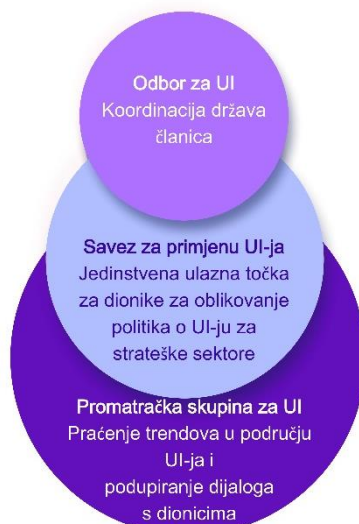 Odbor za UI
Koordinacija država
članica
Savez za primjenu UI-ja
Jedinstvena ulazna točka
za dionike za oblikovanje
politika o UI-ju za
strateške sektore
Promatračka skupina za UI
Praćenje trendova u području
UI-ja i
podupiranje dijaloga
s dionicima